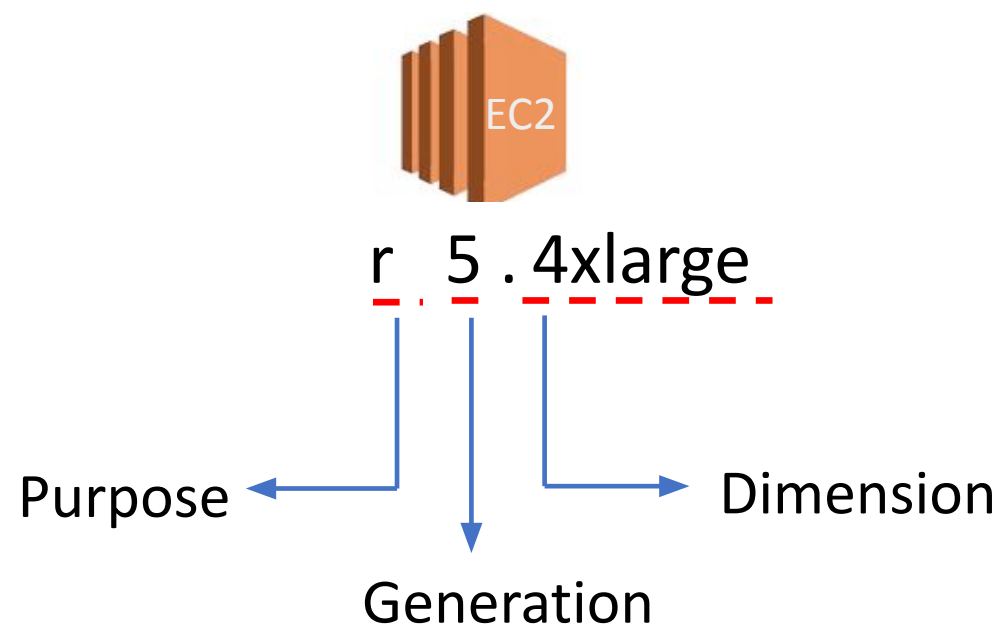 EC2
r 5 . 4xlarge
Purpose
Dimension
Generation